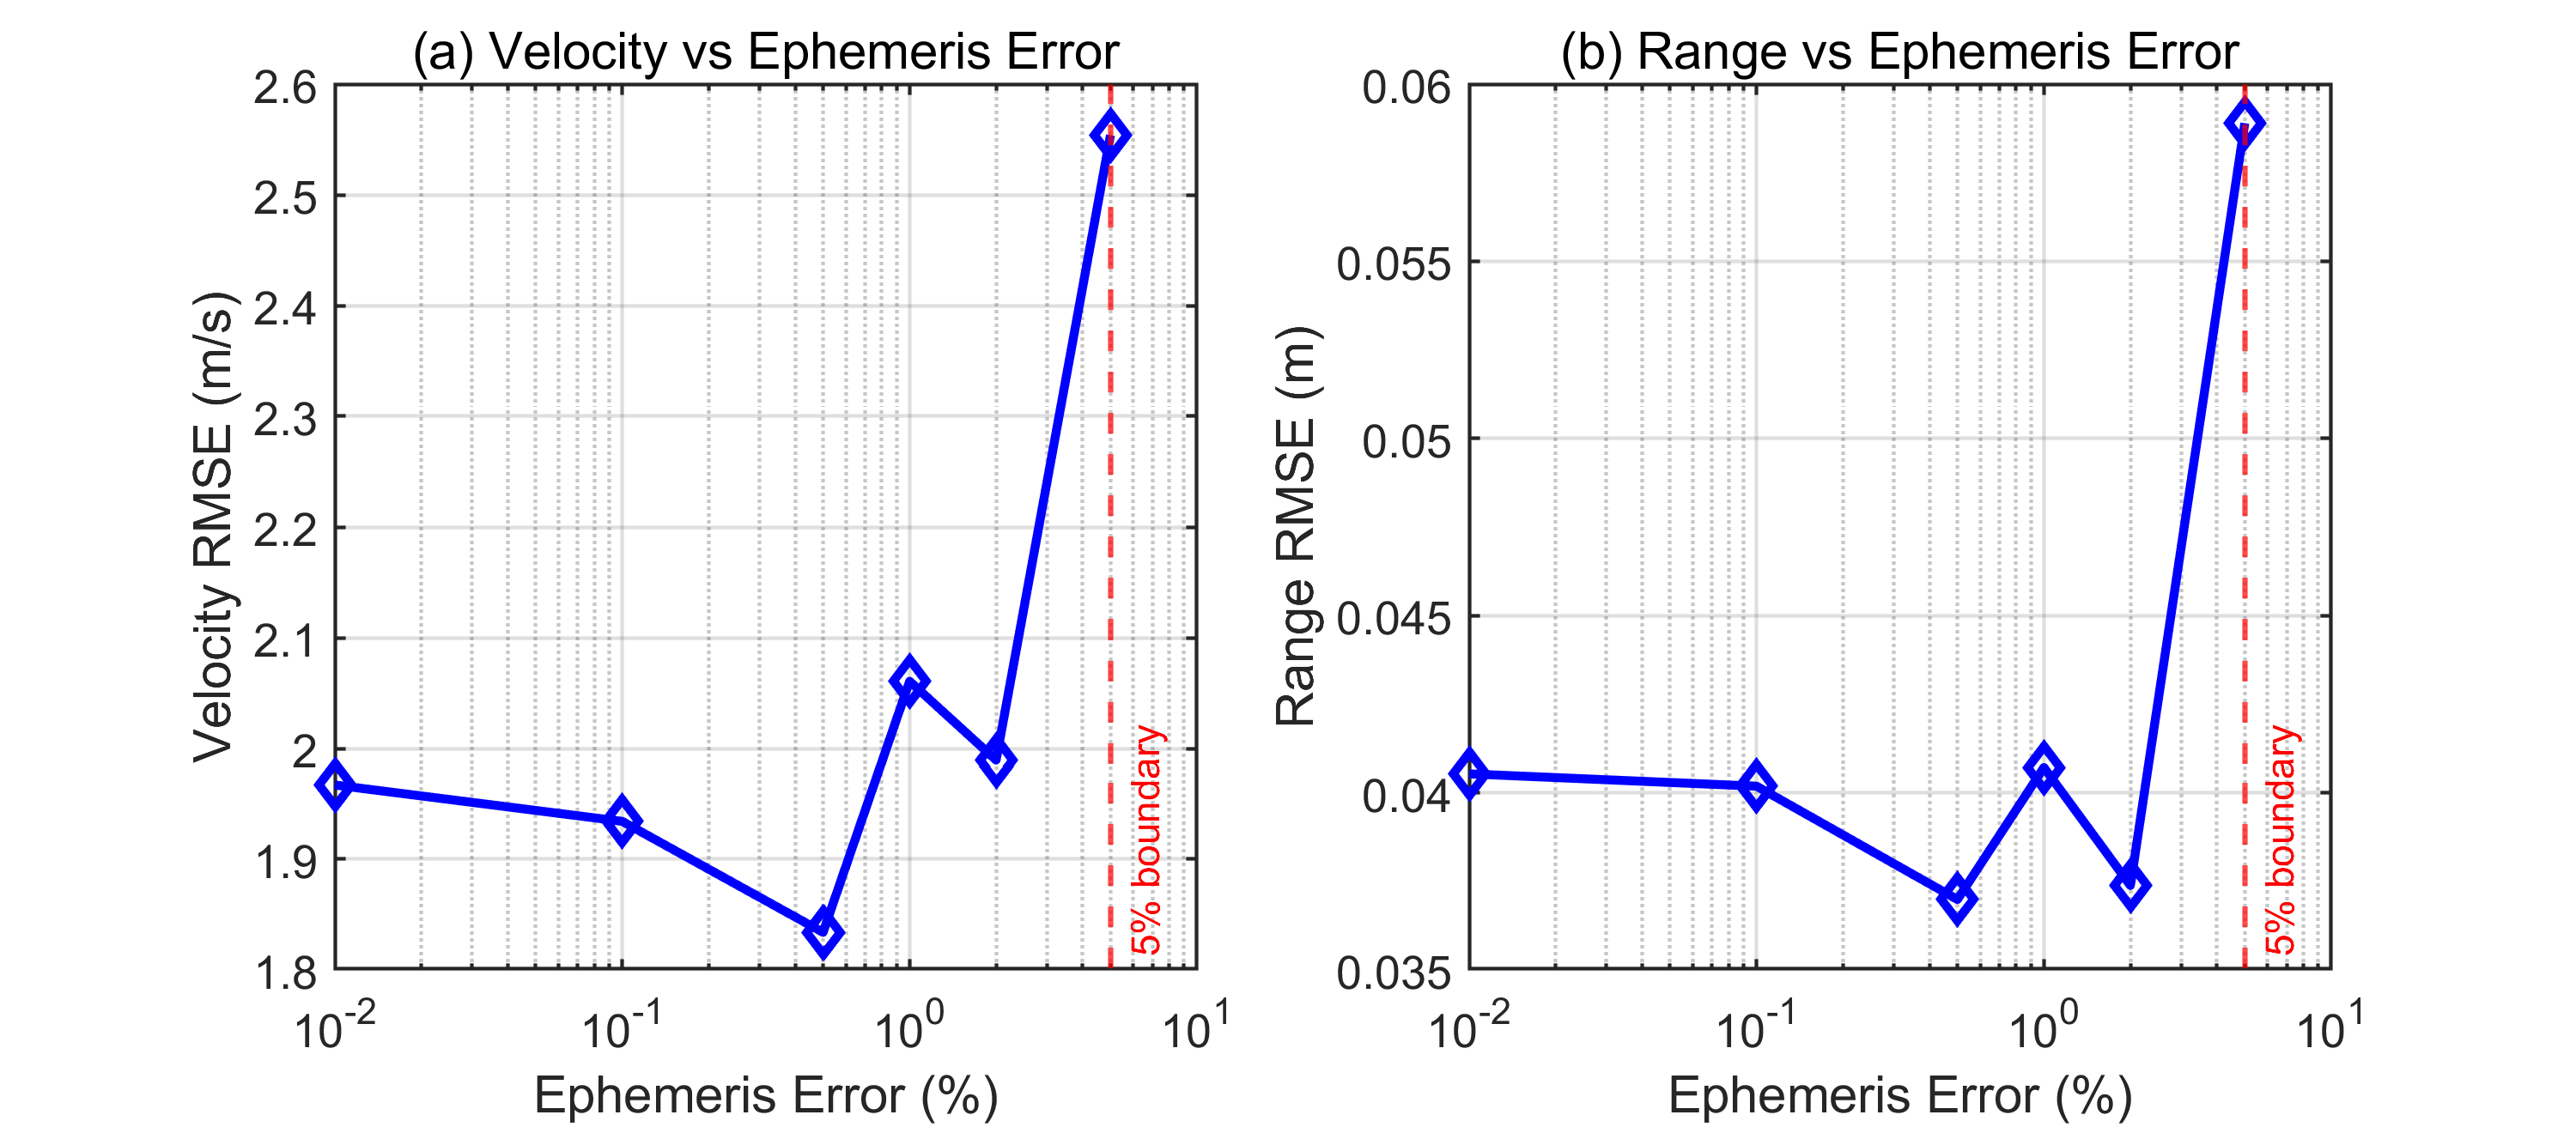 (a) Velocity vs Ephemeris Error
Velocity RMSE (m/s)
2.6
2.5
2.4
2.3
2.2
2.1
2
1.9
1.8
10^-2
10^-1
10^0
10^1
Ephemeris Error (%)
5% boundary
(b) Range vs Ephemeris Error
Range RMSE (m)
0.06
0.055
0.05
0.045
0.04
0.035
10^-2
10^-1
10^0
10^1
Ephemeris Error (%)
5% boundary